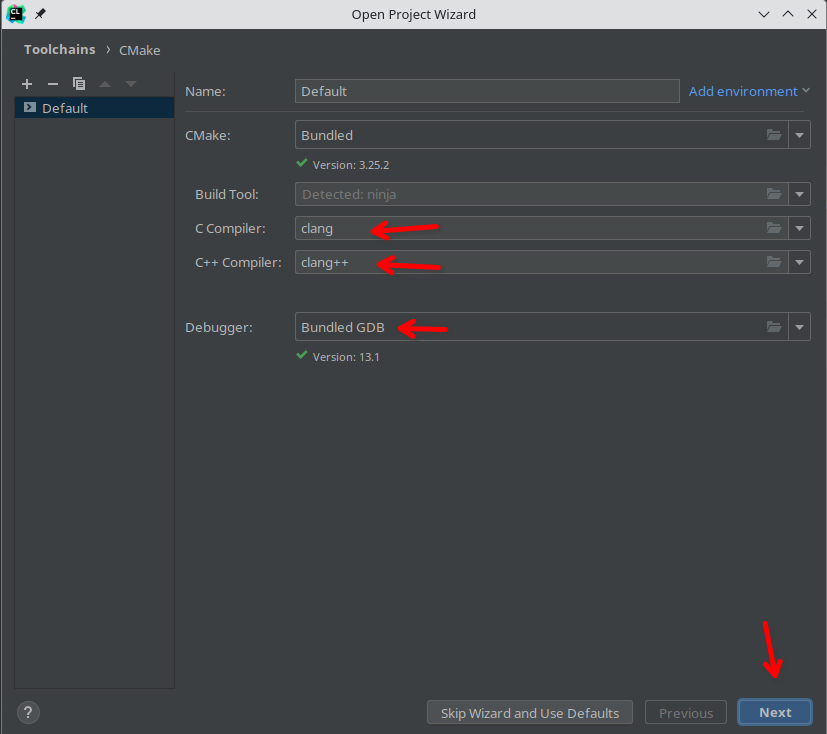 CL
Open Project Wizard
Toolchains › CMake
Default
Name: Default Add environment
CMake: Bundled
Version: 3.25.2
Build Tool: Detected: ninja
C Compiler: clang
C++ Compiler: clang++
Debugger: Bundled GDB
Version: 13.1
? Skip Wizard and Use Defaults Previous Next